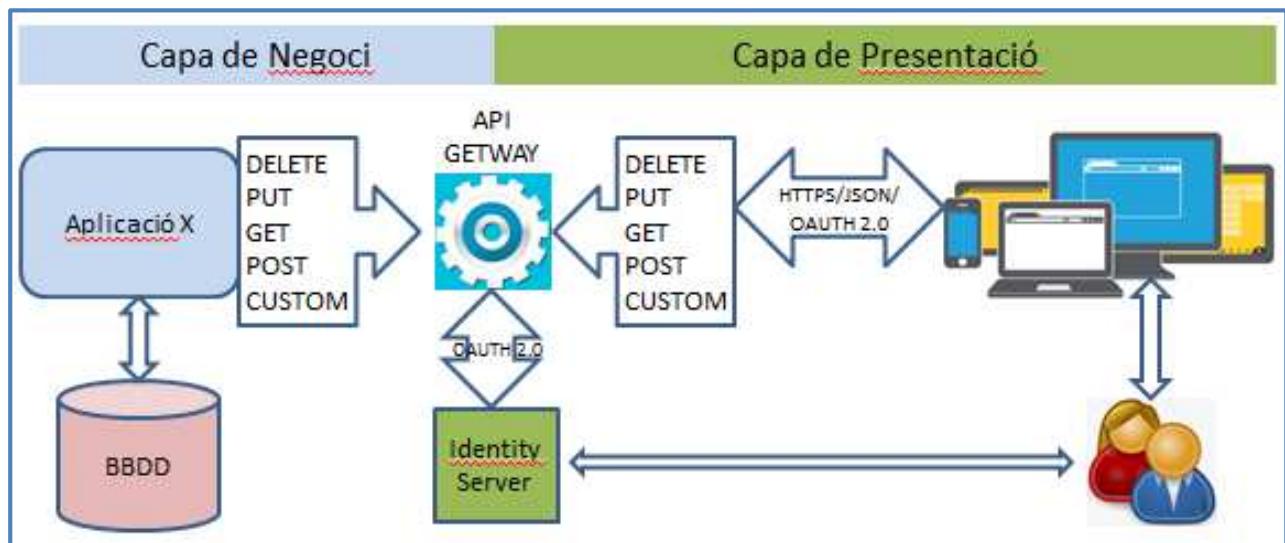 Capa de Negoci
Capa de Presentació
Aplicació X
DELETE
PUT
GET
POST
CUSTOM
API
GETWAY
DELETE
PUT
GET
POST
CUSTOM
HTTPS/JSON/
OAUTH 2.0
OAUTH 2.0
BBDD
Identity
Server